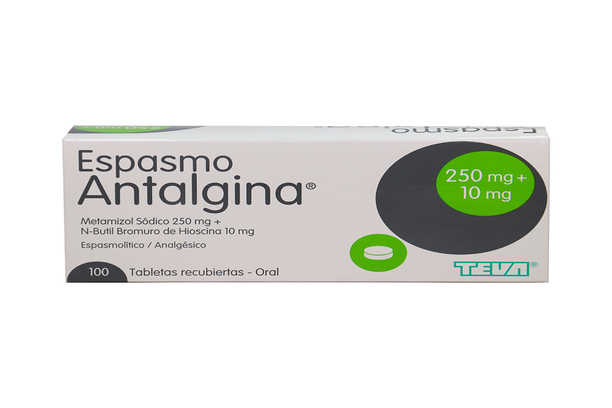 Espasmo
Espasmo
Antalgina®
Metamizol Sódico 250 mg +
N-Butil Bromuro de Hioscina 10 mg
Espasmolítico / Analgésico
100 Tabletas recubiertas - Oral
250 mg +
10 mg
TEVA®